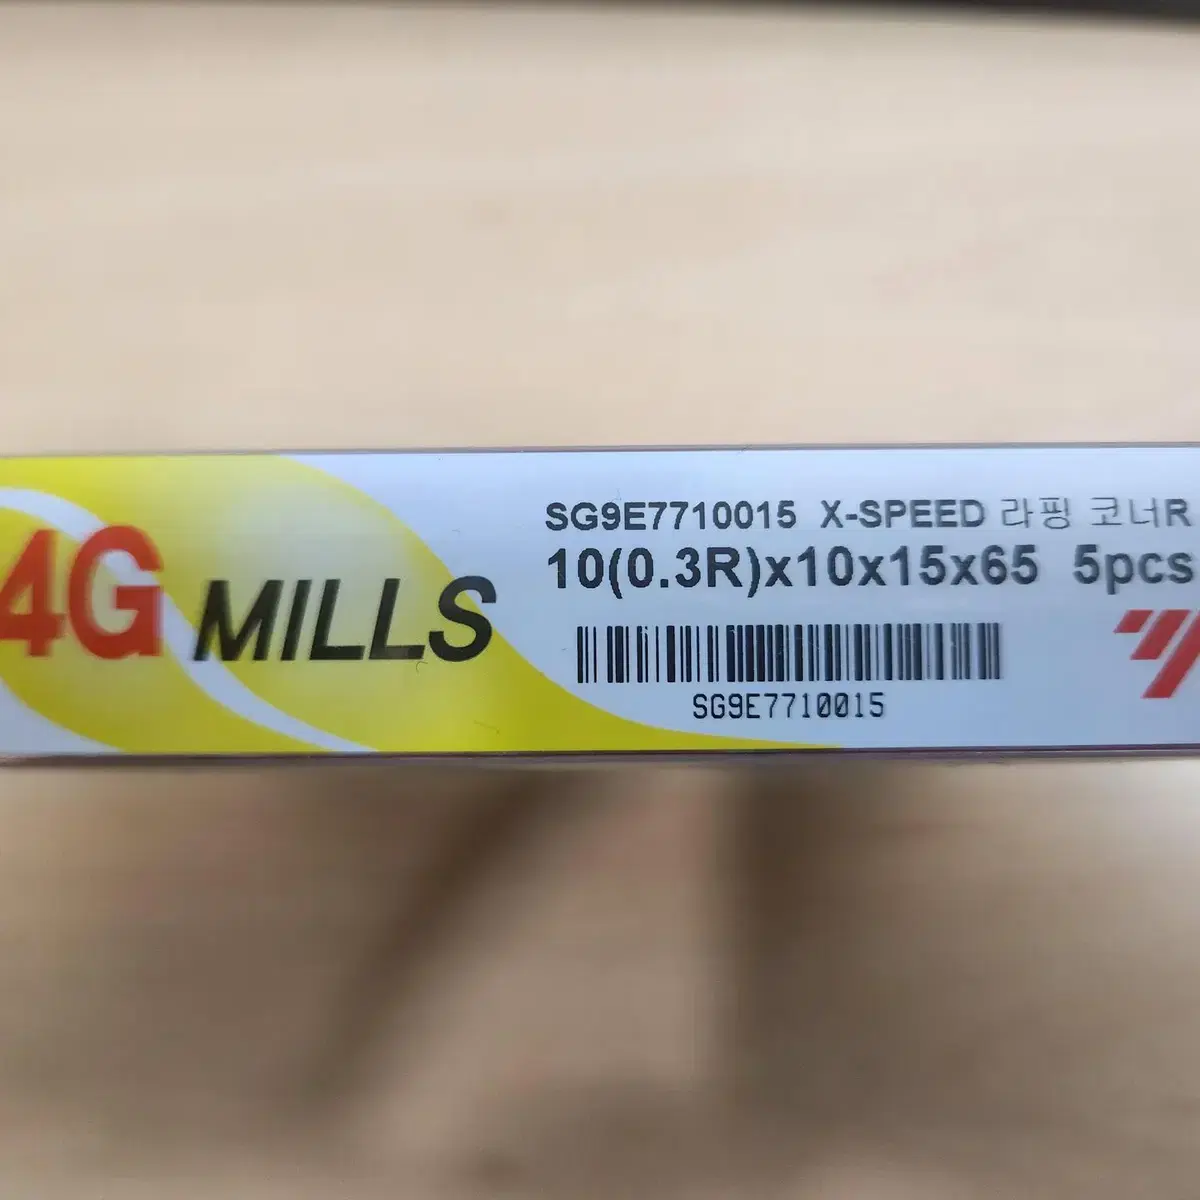 4G MILLS
SG9E7710015 X-SPEED 라핑 코너R
10(0.3R)x10x15x65 5pcs
SG9E7710015